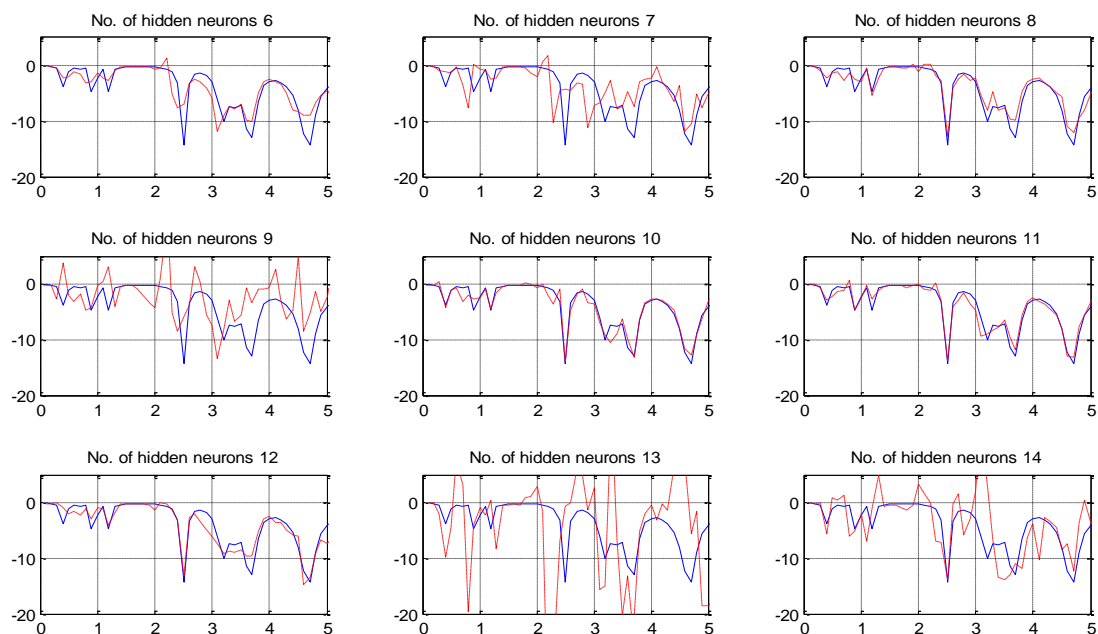 No. of hidden neurons 6
No. of hidden neurons 7
No. of hidden neurons 8
0
-10
-20
0 1 2 3 4 5
0
-10
-20
0 1 2 3 4 5
0
-10
-20
0 1 2 3 4 5
No. of hidden neurons 9
No. of hidden neurons 10
No. of hidden neurons 11
0
-10
-20
0 1 2 3 4 5
0
-10
-20
0 1 2 3 4 5
0
-10
-20
0 1 2 3 4 5
No. of hidden neurons 12
No. of hidden neurons 13
No. of hidden neurons 14
0
-10
-20
0 1 2 3 4 5
0
-10
-20
0 1 2 3 4 5
0
-10
-20
0 1 2 3 4 5